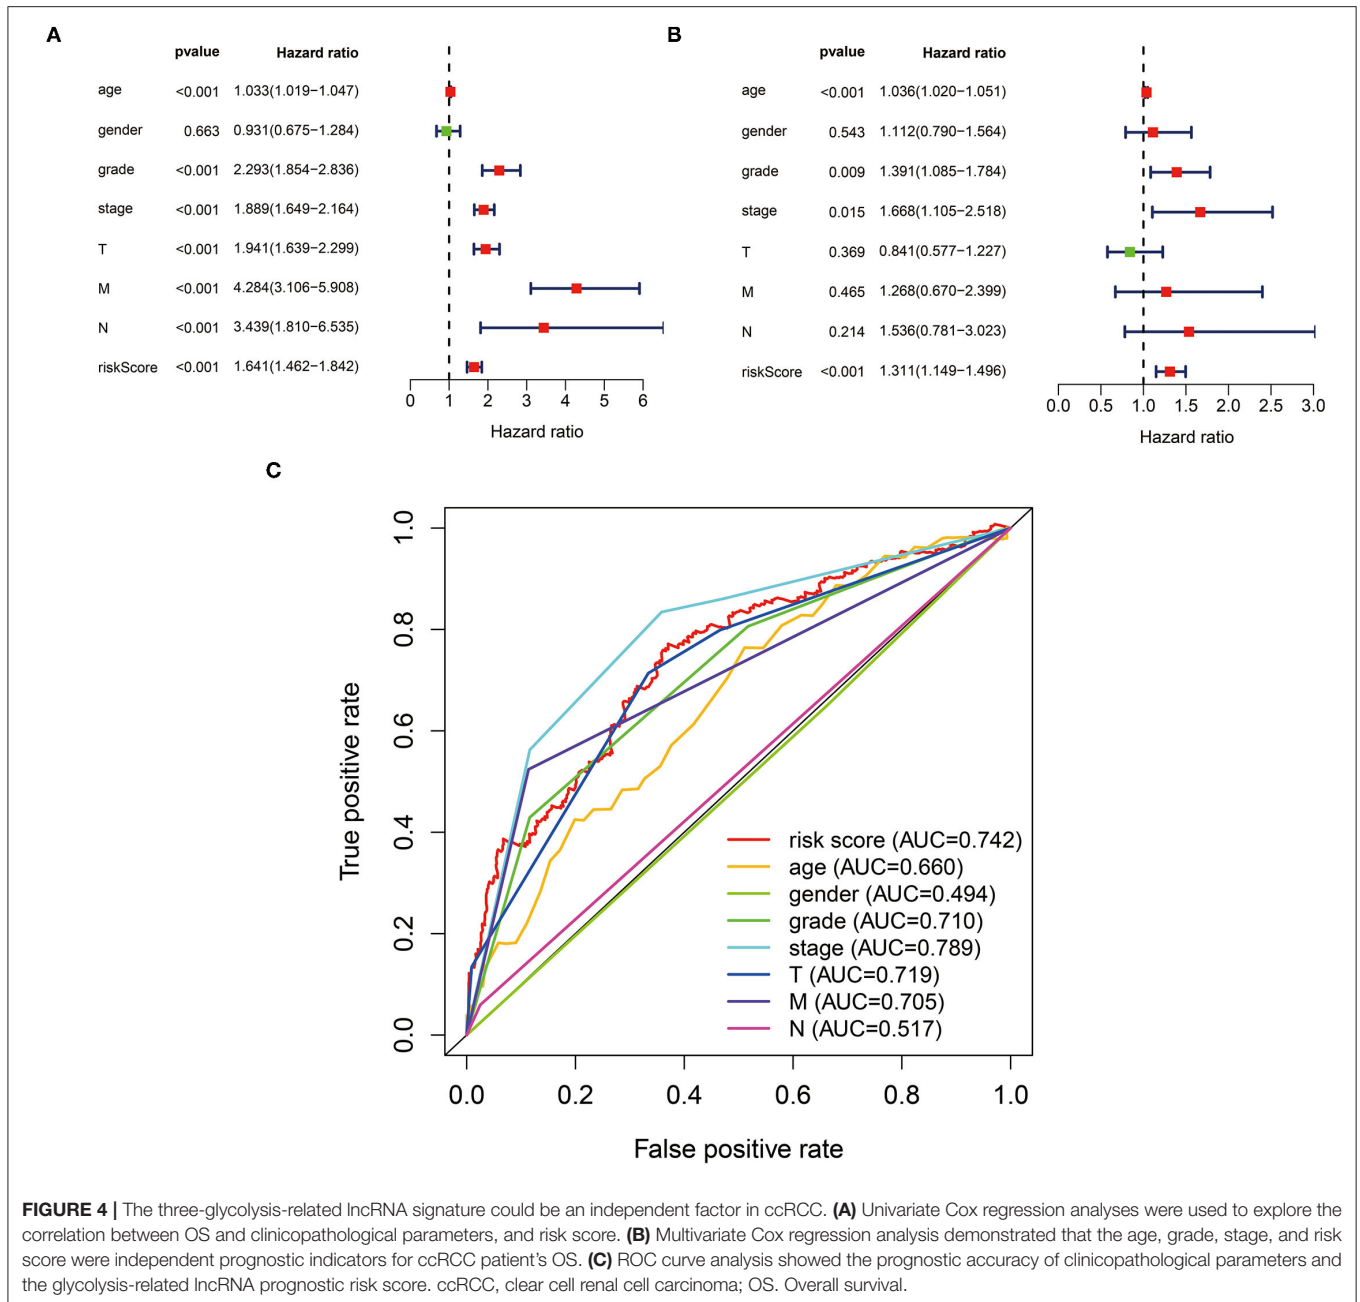 A
pvalue Hazard ratio
age <0.001 1.033(1.019−1.047)
gender 0.663 0.931(0.675−1.284)
grade <0.001 2.293(1.854−2.836)
stage <0.001 1.889(1.649−2.164)
T <0.001 1.941(1.639−2.299)
M <0.001 4.284(3.106−5.908)
N <0.001 3.439(1.810−6.535)
riskScore <0.001 1.641(1.462−1.842)
0 1 2 3 4 5 6
Hazard ratio
B
pvalue Hazard ratio
age <0.001 1.036(1.020−1.051)
gender 0.543 1.112(0.790−1.564)
grade 0.009 1.391(1.085−1.784)
stage 0.015 1.668(1.105−2.518)
T 0.369 0.841(0.577−1.227)
M 0.465 1.268(0.670−2.399)
N 0.214 1.536(0.781−3.023)
riskScore <0.001 1.311(1.149−1.496)
0.0 0.5 1.0 1.5 2.0 2.5 3.0
Hazard ratio
C
True positive rate
1.0
0.8
0.6
0.4
0.2
0.0
risk score (AUC=0.742)
age (AUC=0.660)
gender (AUC=0.494)
grade (AUC=0.710)
stage (AUC=0.789)
T (AUC=0.719)
M (AUC=0.705)
N (AUC=0.517)
0.0 0.2 0.4 0.6 0.8 1.0
False positive rate
FIGURE 4 | The three-glycolysis-related lncRNA signature could be an independent factor in ccRCC. (A) Univariate Cox regression analyses were used to explore the
correlation between OS and clinicopathological parameters, and risk score. (B) Multivariate Cox regression analysis demonstrated that the age, grade, stage, and risk
score were independent prognostic indicators for ccRCC patient's OS. (C) ROC curve analysis showed the prognostic accuracy of clinicopathological parameters and
the glycolysis-related lncRNA prognostic risk score. ccRCC, clear cell renal cell carcinoma; OS. Overall survival.